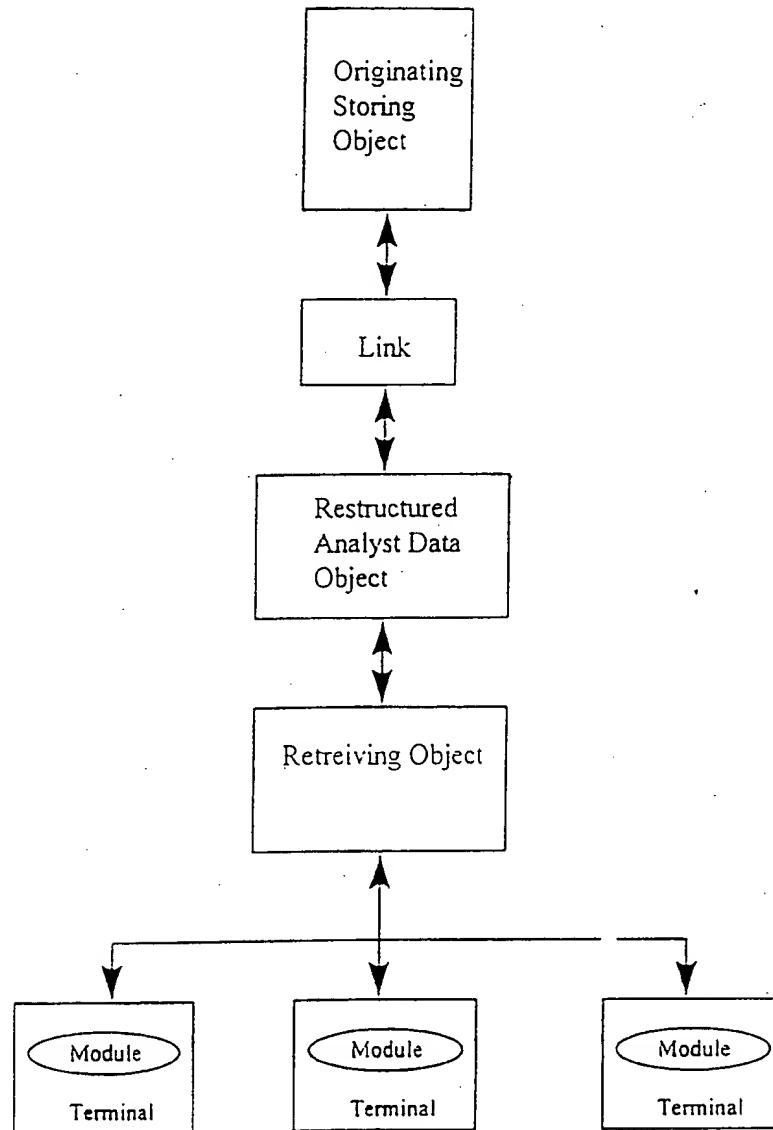 Originating
Storing
Object
Link
Restructured
Analyst Data
Object
Retreiving Object
Module
Terminal
Module
Terminal
Module
Terminal